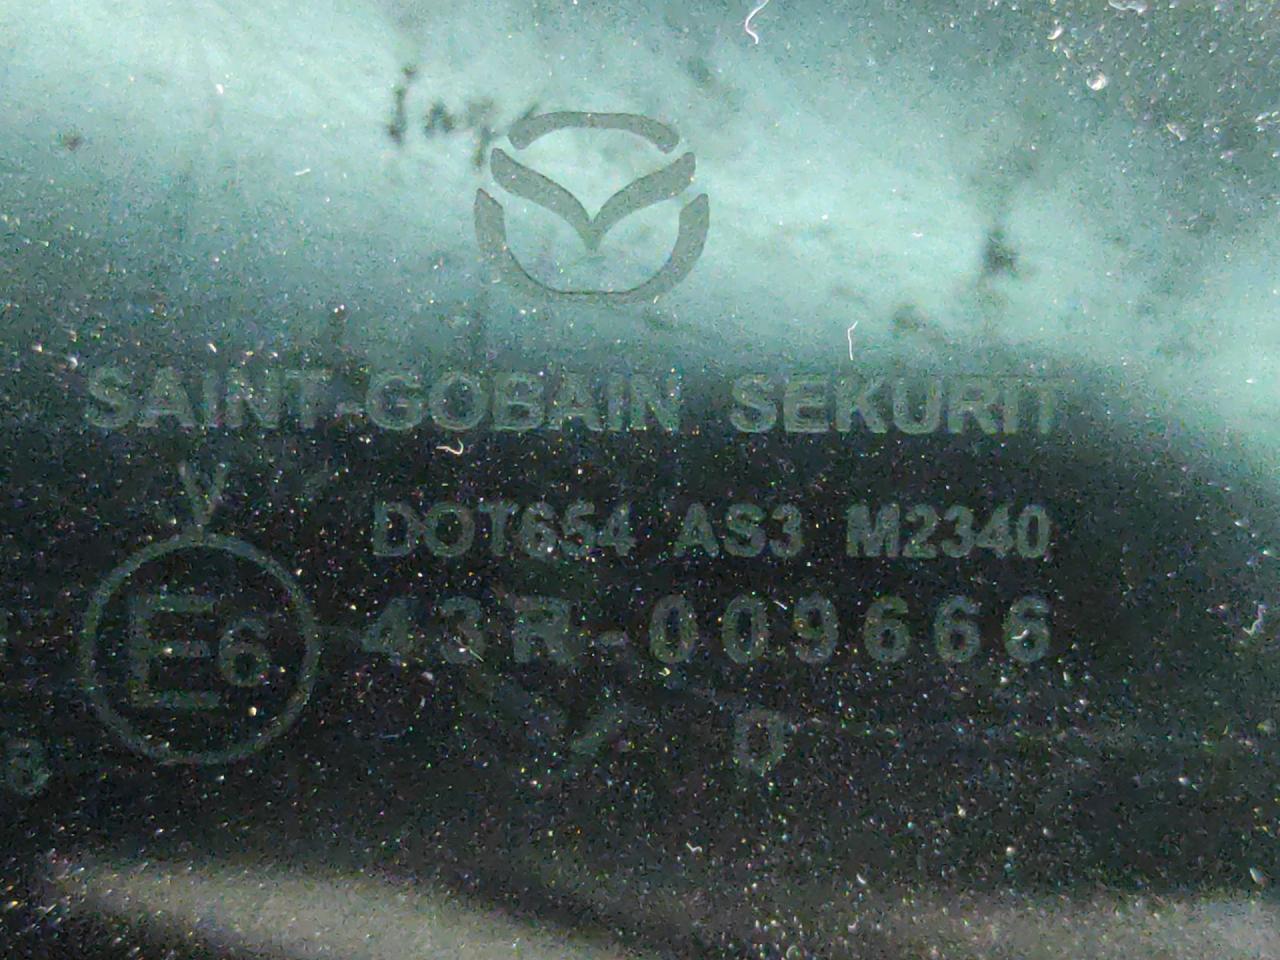 SAINT-GOBAIN SEKURIT
V
DOT654 AS3 M2340
E6
43R-009666